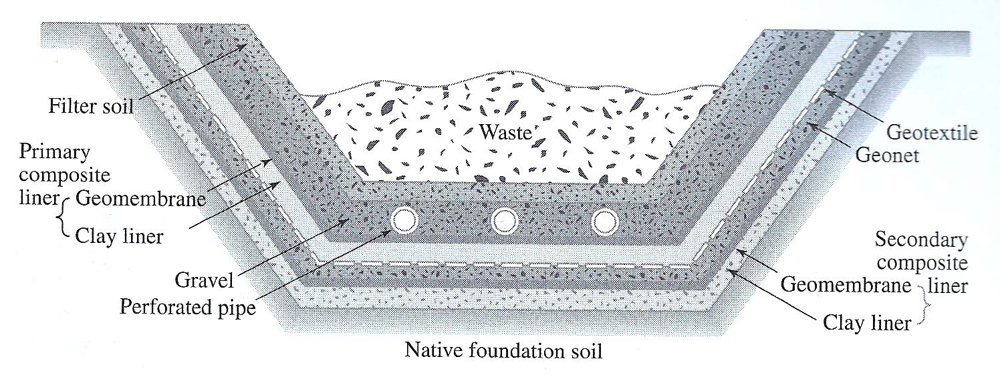 Filter soil
Waste
Primary
composite
liner
Geomembrane
Clay liner
Gravel
Perforated pipe
Geotextile
Geonet
Secondary
composite
Geomembrane liner
Clay liner
Native foundation soil